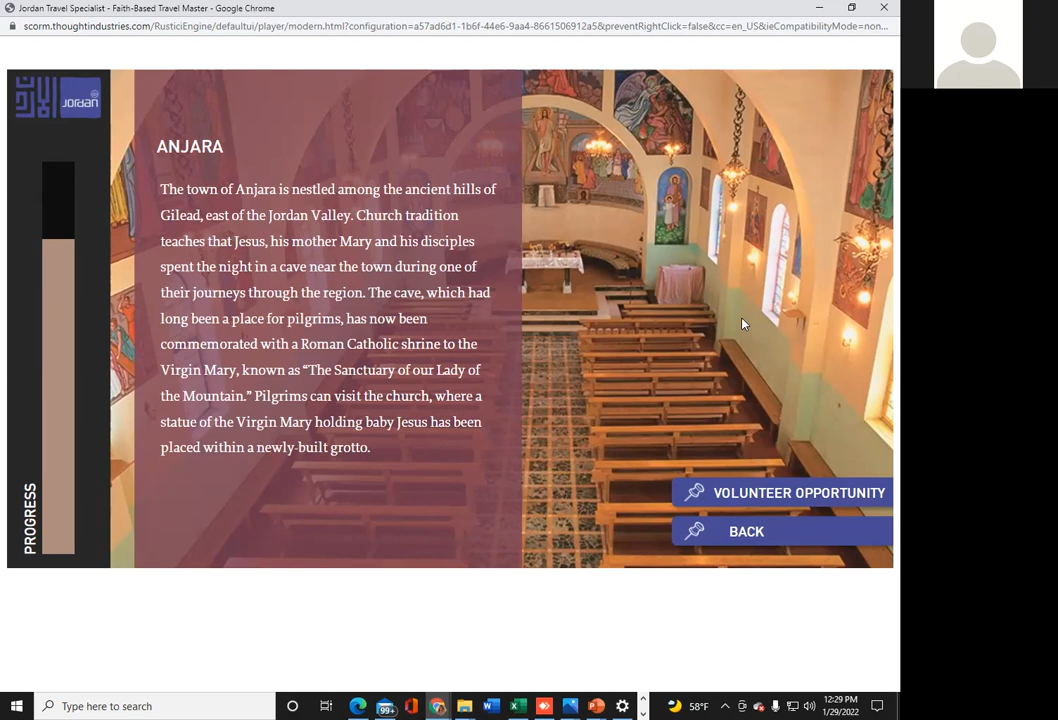 Jordan Travel Specialist - Faith-Based Travel Master - Google Chrome
scorm.thoughtindustries.com/RusticEngine/defaultui/player/modern.html?configuration=a57ad6d1-1b6f-44e6-9aa4-8661506912a5&preventRightClick=false&cc=en_US&ieCompatibilityMode=non...
Jordan
ANJARA
The town of Anjara is nestled among the ancient hills of
Gilead, east of the Jordan Valley. Church tradition
teaches that Jesus, his mother Mary and his disciples
spent the night in a cave near the town during one of
their journeys through the region. The cave, which had
long been a place for pilgrims, has now been
commemorated with a Roman Catholic shrine to the
Virgin Mary, known as “The Sanctuary of our Lady of
the Mountain.” Pilgrims can visit the church, where a
statue of the Virgin Mary holding baby Jesus has been
placed within a newly-built grotto.
PROGRESS
VOLUNTEER OPPORTUNITY
BACK
Type here to search
99+
58°F
12:29 PM
1/29/2022